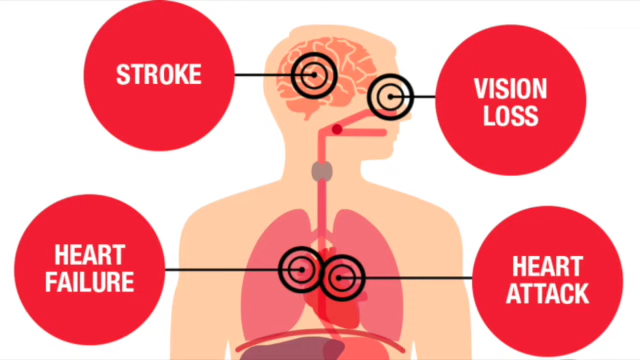 STROKE
VISION
LOSS
HEART
FAILURE
HEART
ATTACK